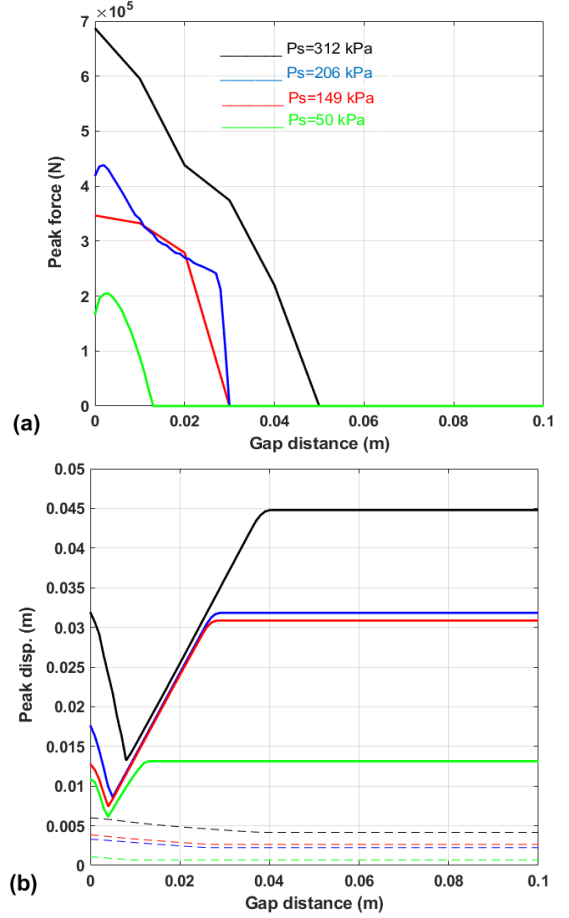 7 × 10⁵
6
5
4
3
2
1
0
Peak force (N)
Ps=312 kPa
Ps=206 kPa
Ps=149 kPa
Ps=50 kPa
0 0.02 0.04 0.06 0.08 0.1
Gap distance (m)
(a)
0.05
0.045
0.04
0.035
0.03
0.025
0.02
0.015
0.01
0.005
0
Peak disp. (m)
0 0.02 0.04 0.06 0.08 0.1
Gap distance (m)
(b)